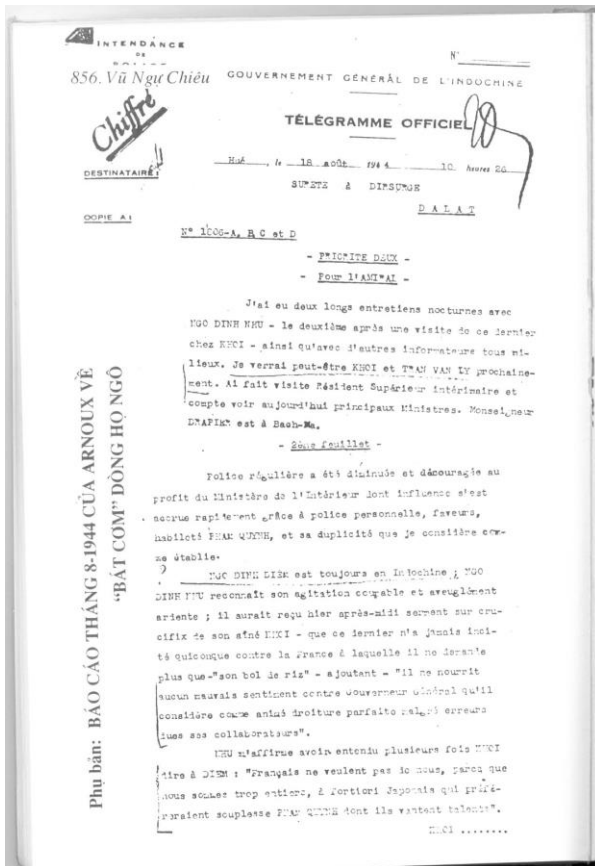 INTENDANCE
DE
POLICE
856. Vũ Ngự Chiêu
N°
GOUVERNEMENT GÉNÉRAL DE L'INDOCHINE
Chiffré
TÉLÉGRAMME OFFICIEL
DESTINATAIRE:
Hué, le 18 août 1944 10 heures 20
SURETE à DIRSURGE
DALAT
COPIE A:
N° 1806-A, B, C et D
- PRIORITE DEUX -
- Pour l'AMIRAL -
J'ai eu deux longs entretiens nocturnes avec
NGO DINH NHU - le deuxième après une visite de ce dernier
chez KHOI - ainsi qu'avec d'autres informateurs tous mi-
lieux. Je verrai peut-être KHOI et TRAN VAN LY prochaine-
ment. Ai fait visite Résident Supérieur intérimaire et
compte voir aujourd'hui principaux Ministres. Monseigneur
DRAPIER est à Bach-Ma.
- 2ème feuillet -
Police régulière a été diminuée et découragée au
profit du Ministère de l'Intérieur dont influence s'est
accrue rapidement grâce à police personnelle, faveurs,
habileté PHAM QUYNH, et sa duplicité que je considère com-
me établie.
?
NGO DINH DIEM est toujours en Indochine ; NGO
DINH NHU reconnaît son agitation coupable et aveuglément
ardente ; il aurait reçu hier après-midi serment sur cru-
cifix de son aîné KHOI - que ce dernier n'a jamais inci-
té quiconque contre la France à laquelle il ne demande
plus que-"son bol de riz" - ajoutant - "il ne nourrit
aucun mauvais sentiment contre Gouverneur Général qu'il
considère comme animé droiture parfaite malgré erreurs
dues ses collaborateurs".
NHU m'affirme avoir entendu plusieurs fois KHOI
dire à DIEM : "Français ne veulent pas de nous, parce que
nous sommes trop entiers, à fortiori Japonais qui préfè-
reraient souplesse PHAM QUYNH dont ils vantent talents".
KHOI ........
Phụ bản: BÁO CÁO THÁNG 8-1944 CỦA ARNOUX VỀ
"BÁT CƠM" DÒNG HỌ NGÔ